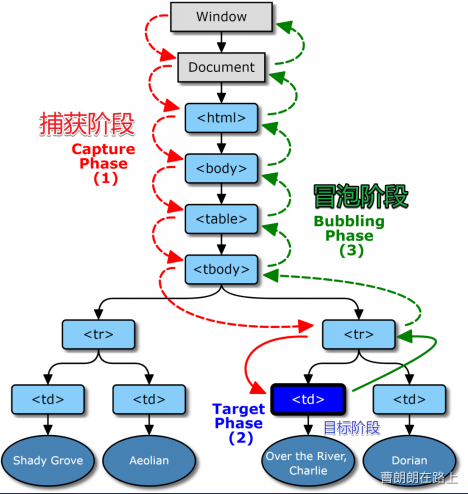 Window
Document
<html>
捕获阶段
Capture
Phase
(1)
<body>
冒泡阶段
Bubbling
Phase
(3)
<table>
<tbody>
<tr>
<tr>
<td>
<td>
Target
Phase
(2)
<td>
<td>
目标阶段
Shady Grove
Aeolian
Over the River,
Charlie
Dorian
曹朗朗在路上